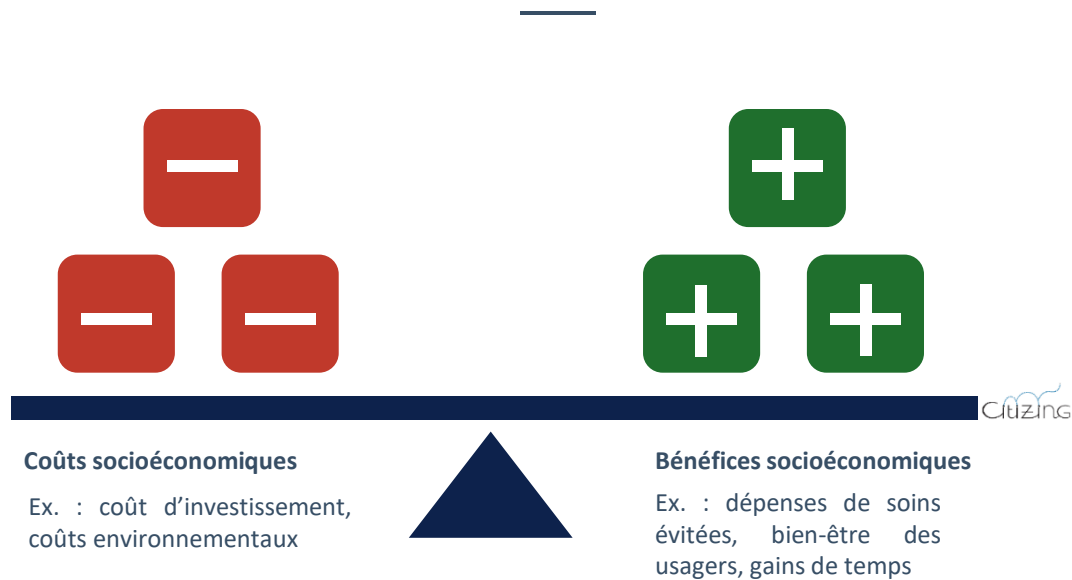 Citizing
Coûts socioéconomiques
Ex. : coût d’investissement,
coûts environnementaux
Bénéfices socioéconomiques
Ex. : dépenses de soins
évitées, bien-être des
usagers, gains de temps